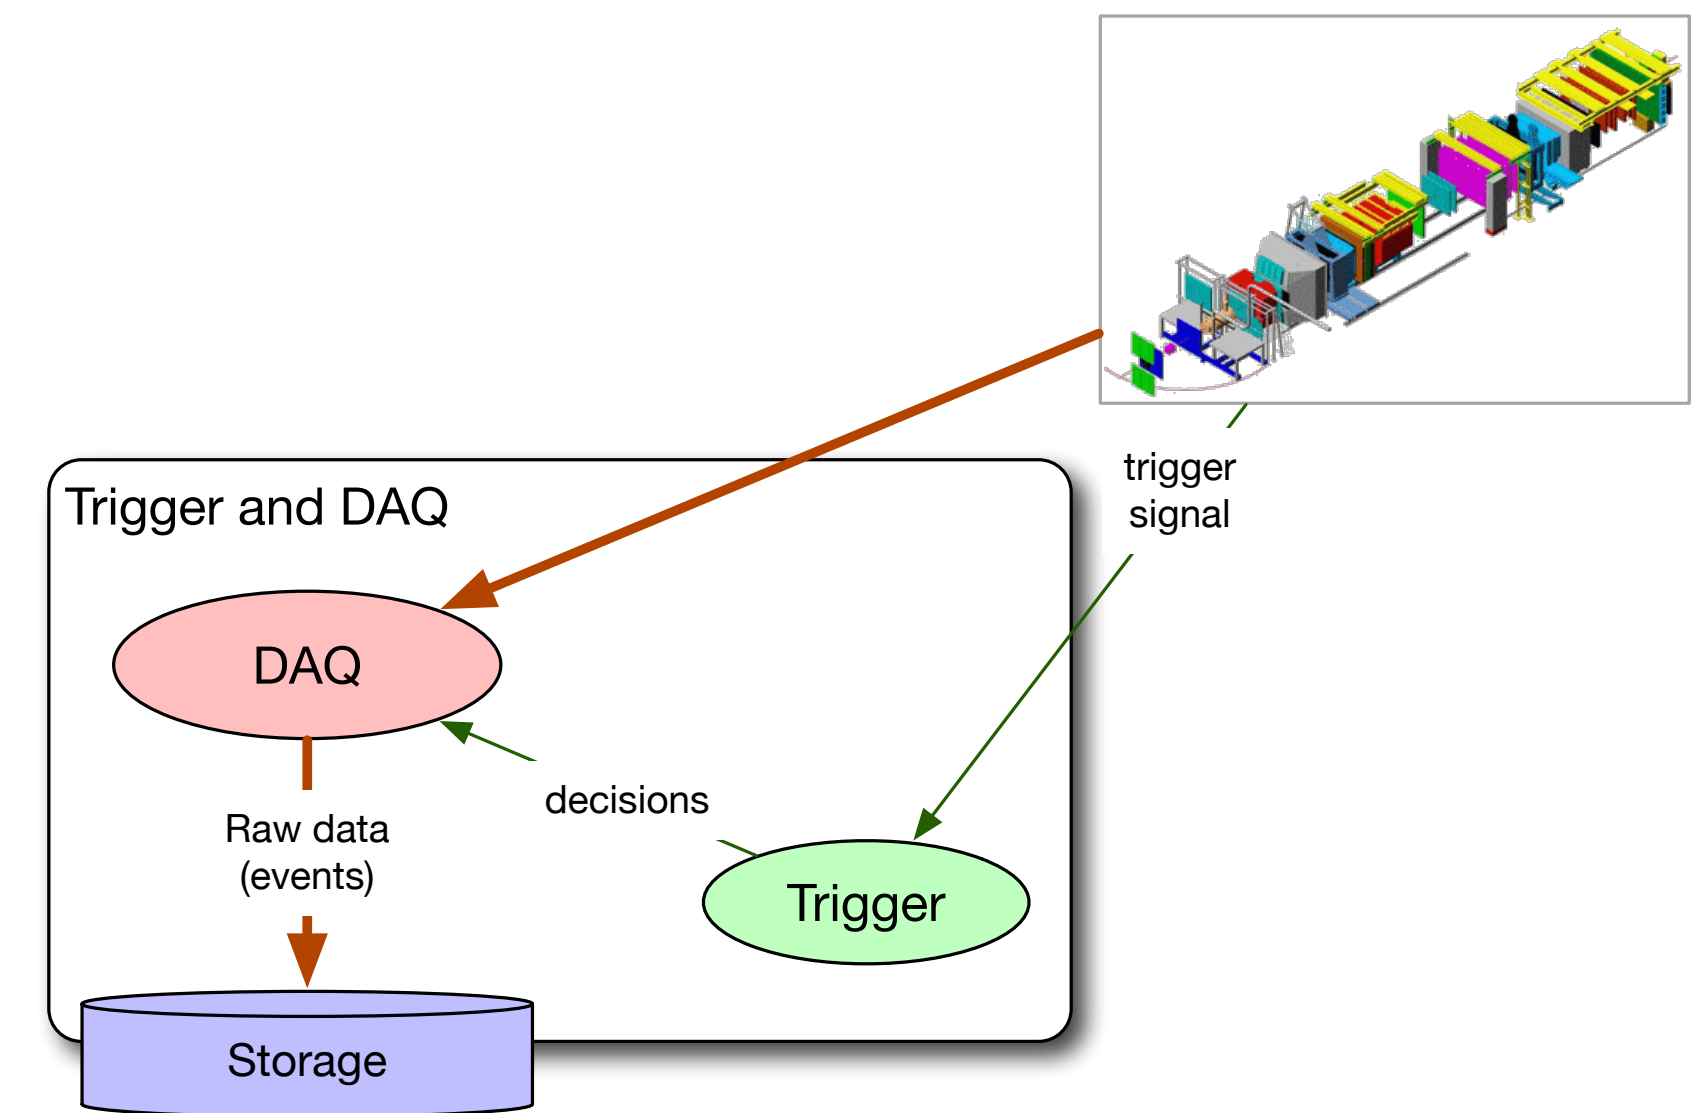 trigger
signal
Trigger and DAQ
DAQ
decisions
Raw data
(events)
Trigger
Storage